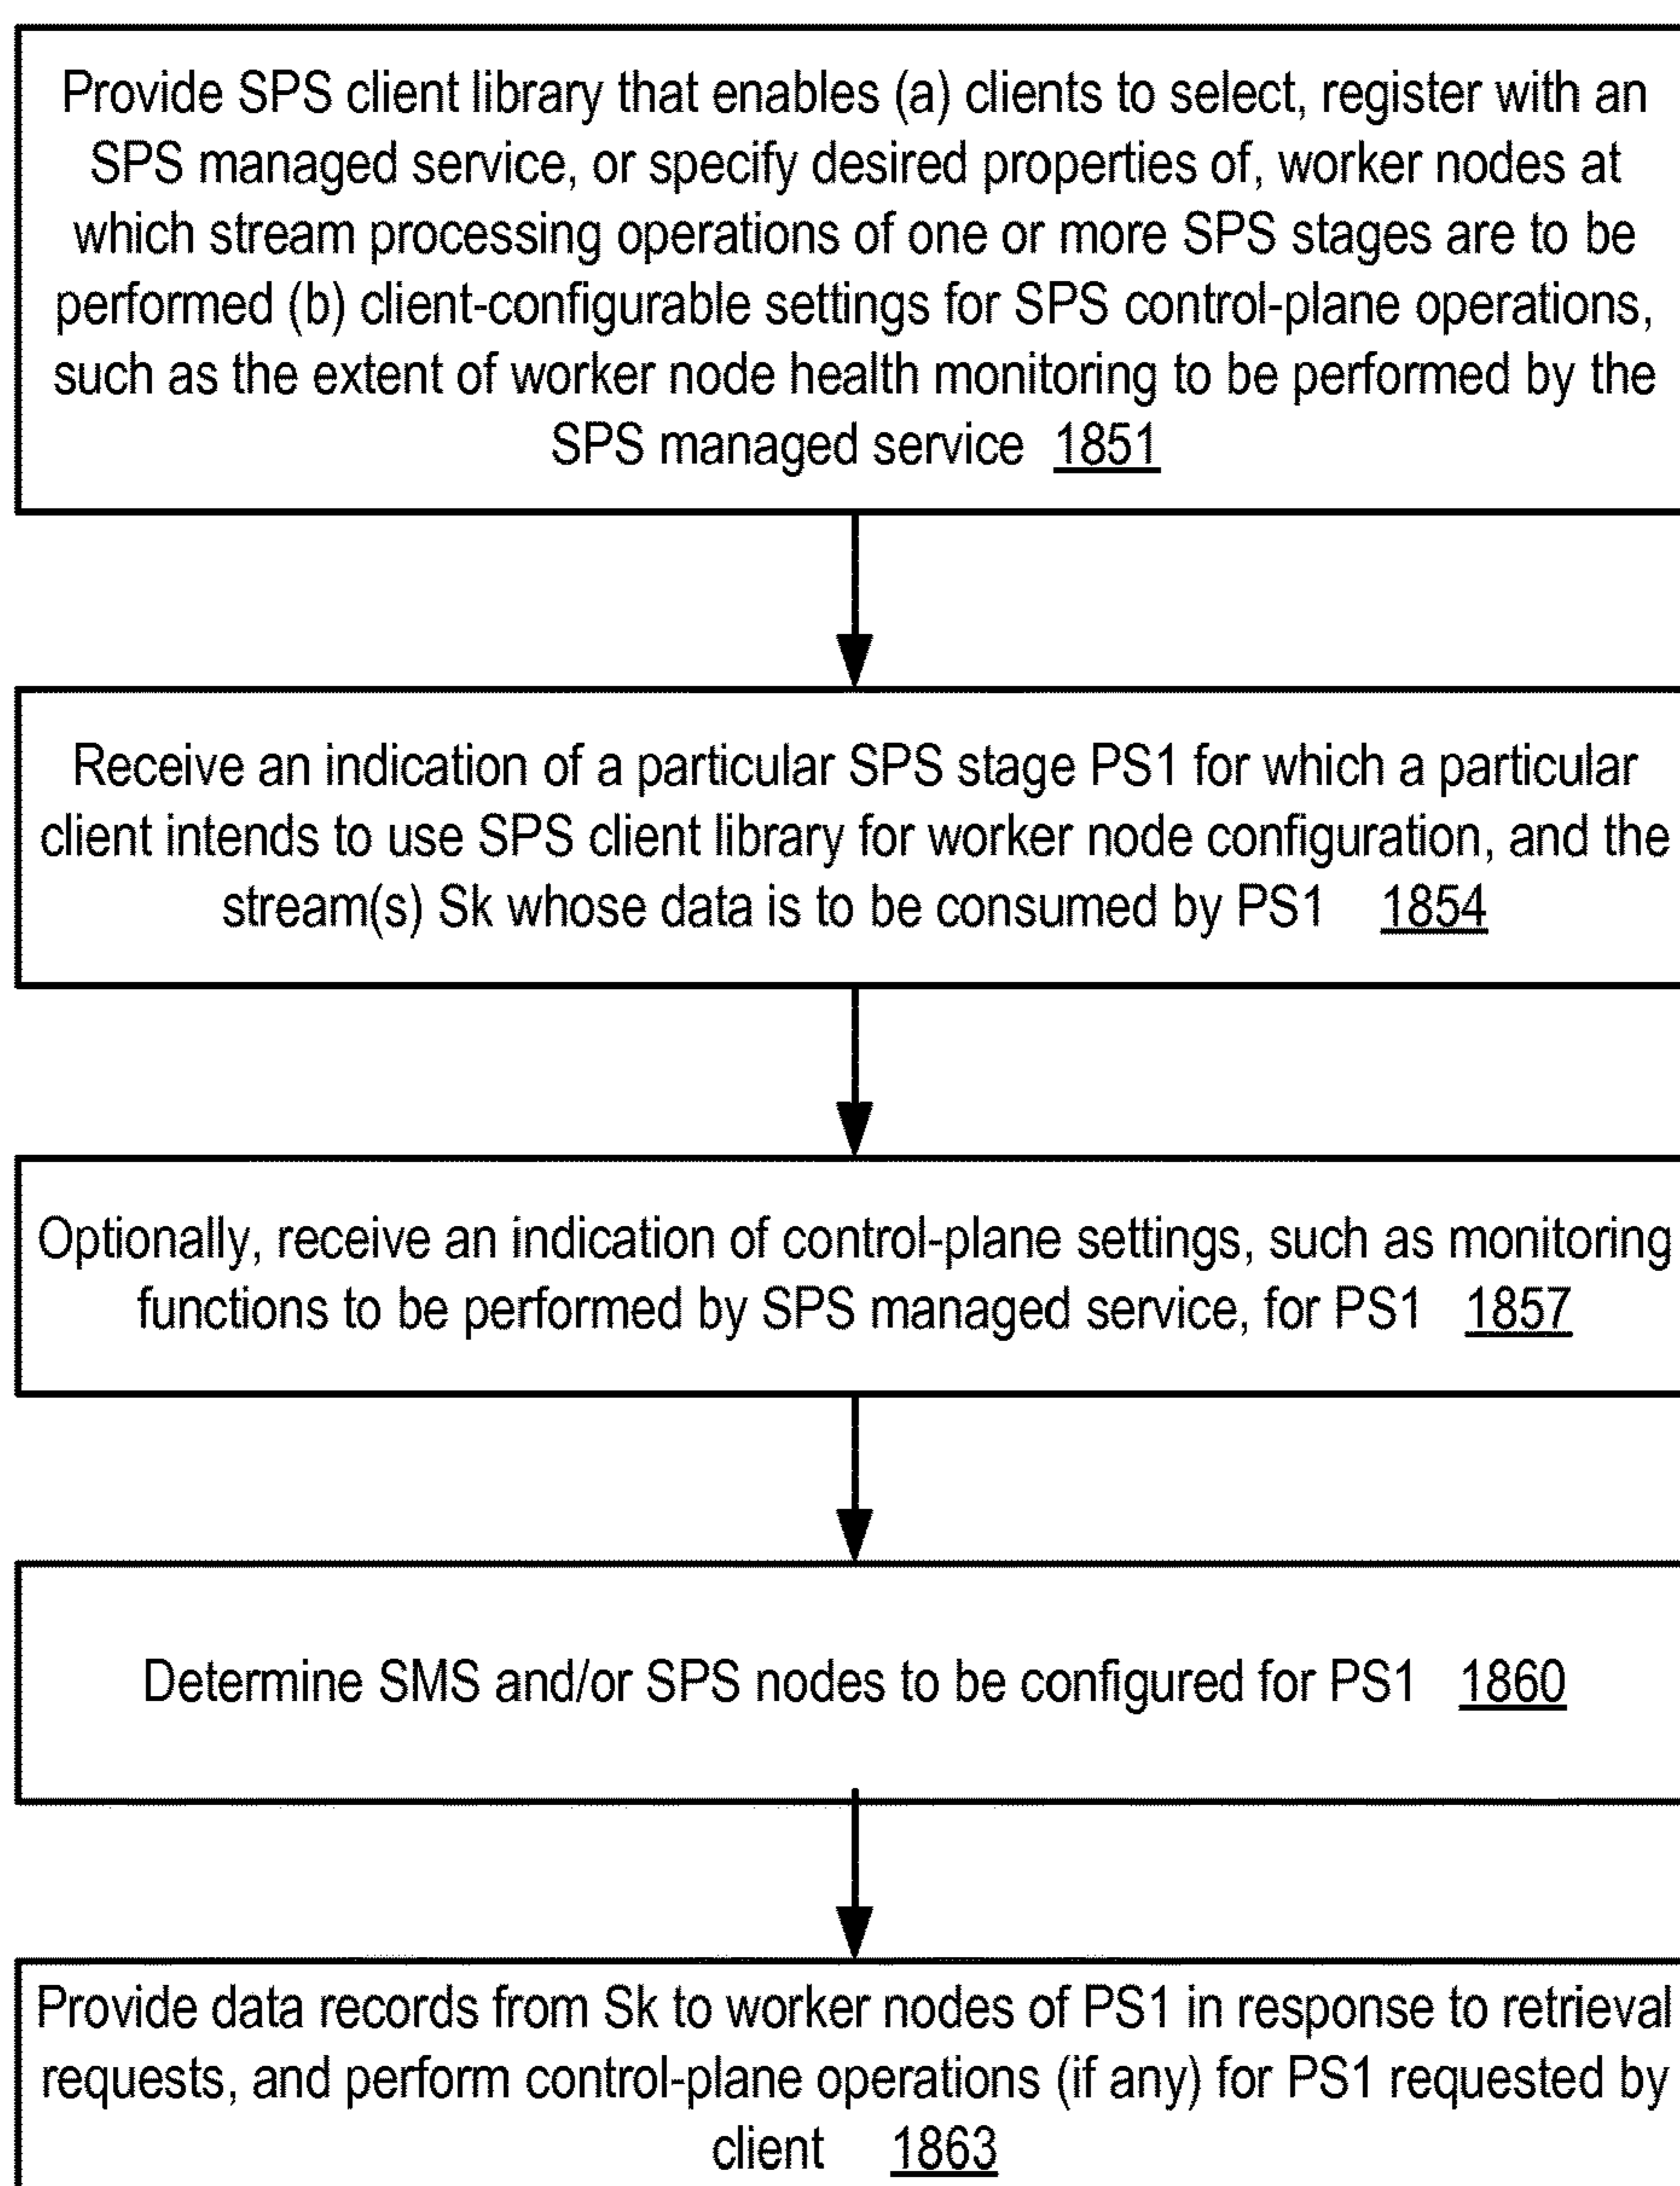 Provide SPS client library that enables (a) clients to select, register with an
SPS managed service, or specify desired properties of, worker nodes at
which stream processing operations of one or more SPS stages are to be
performed (b) client-configurable settings for SPS control-plane operations,
such as the extent of worker node health monitoring to be performed by the
SPS managed service 1851
Receive an indication of a particular SPS stage PS1 for which a particular
client intends to use SPS client library for worker node configuration, and the
stream(s) Sk whose data is to be consumed by PS1 1854
Optionally, receive an indication of control-plane settings, such as monitoring
functions to be performed by SPS managed service, for PS1 1857
Determine SMS and/or SPS nodes to be configured for PS1 1860
Provide data records from Sk to worker nodes of PS1 in response to retrieval
requests, and perform control-plane operations (if any) for PS1 requested by
client 1863